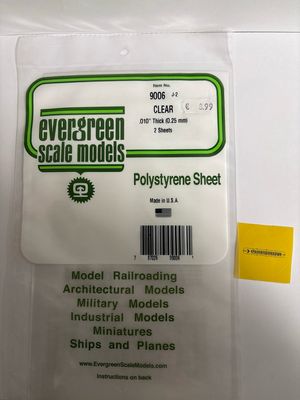 Item No.
9006 J-2
CLEAR
.010" Thick (0.25 mm)
2 Sheets
evergreen
scale models
Polystyrene Sheet
Made in U.S.A.
Model Railroading
Architectural Models
Military Models
Industrial Models
Miniatures
Ships and Planes
www.EvergreenScaleModels.com
Instructions on back